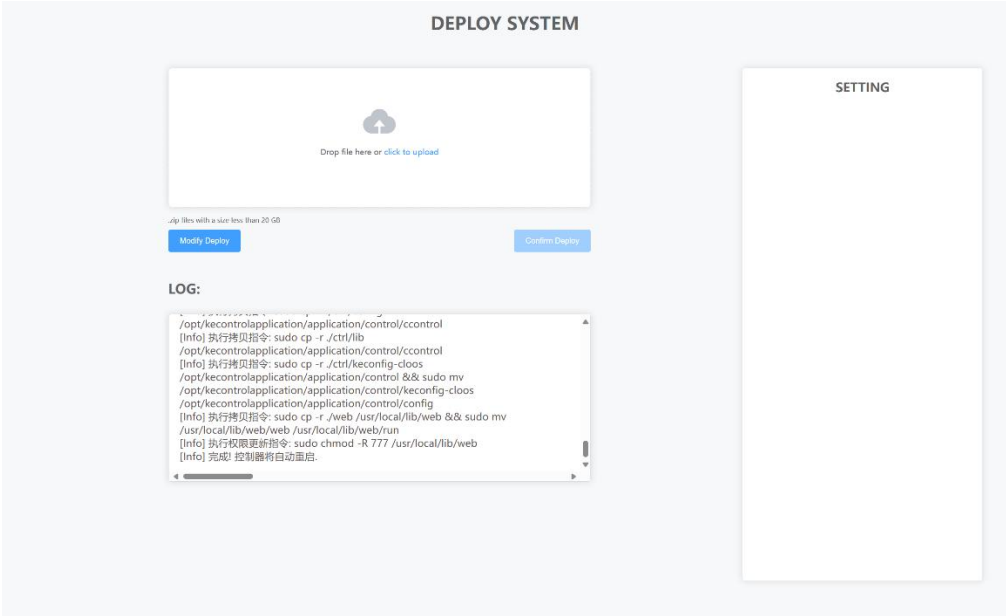 DEPLOY SYSTEM
SETTING
Drop file here or click to upload
.zip files with a size less than 20 GB
Modify Deploy
Confirm Deploy
LOG:
/opt/kecontrolapplication/application/control/ccontrol
[Info] 执行拷贝指令: sudo cp -r ./ctrl/lib
/opt/kecontrolapplication/application/control/ccontrol
[Info] 执行拷贝指令: sudo cp -r ./ctrl/keconfig-cloos
/opt/kecontrolapplication/application/control && sudo mv
/opt/kecontrolapplication/application/control/keconfig-cloos
/opt/kecontrolapplication/application/control/config
[Info] 执行拷贝指令: sudo cp -r ./web /usr/local/lib/web && sudo mv
/usr/local/lib/web/web /usr/local/lib/web/run
[Info] 执行权限更新指令: sudo chmod -R 777 /usr/local/lib/web
[Info] 完成! 控制器将自动重启.